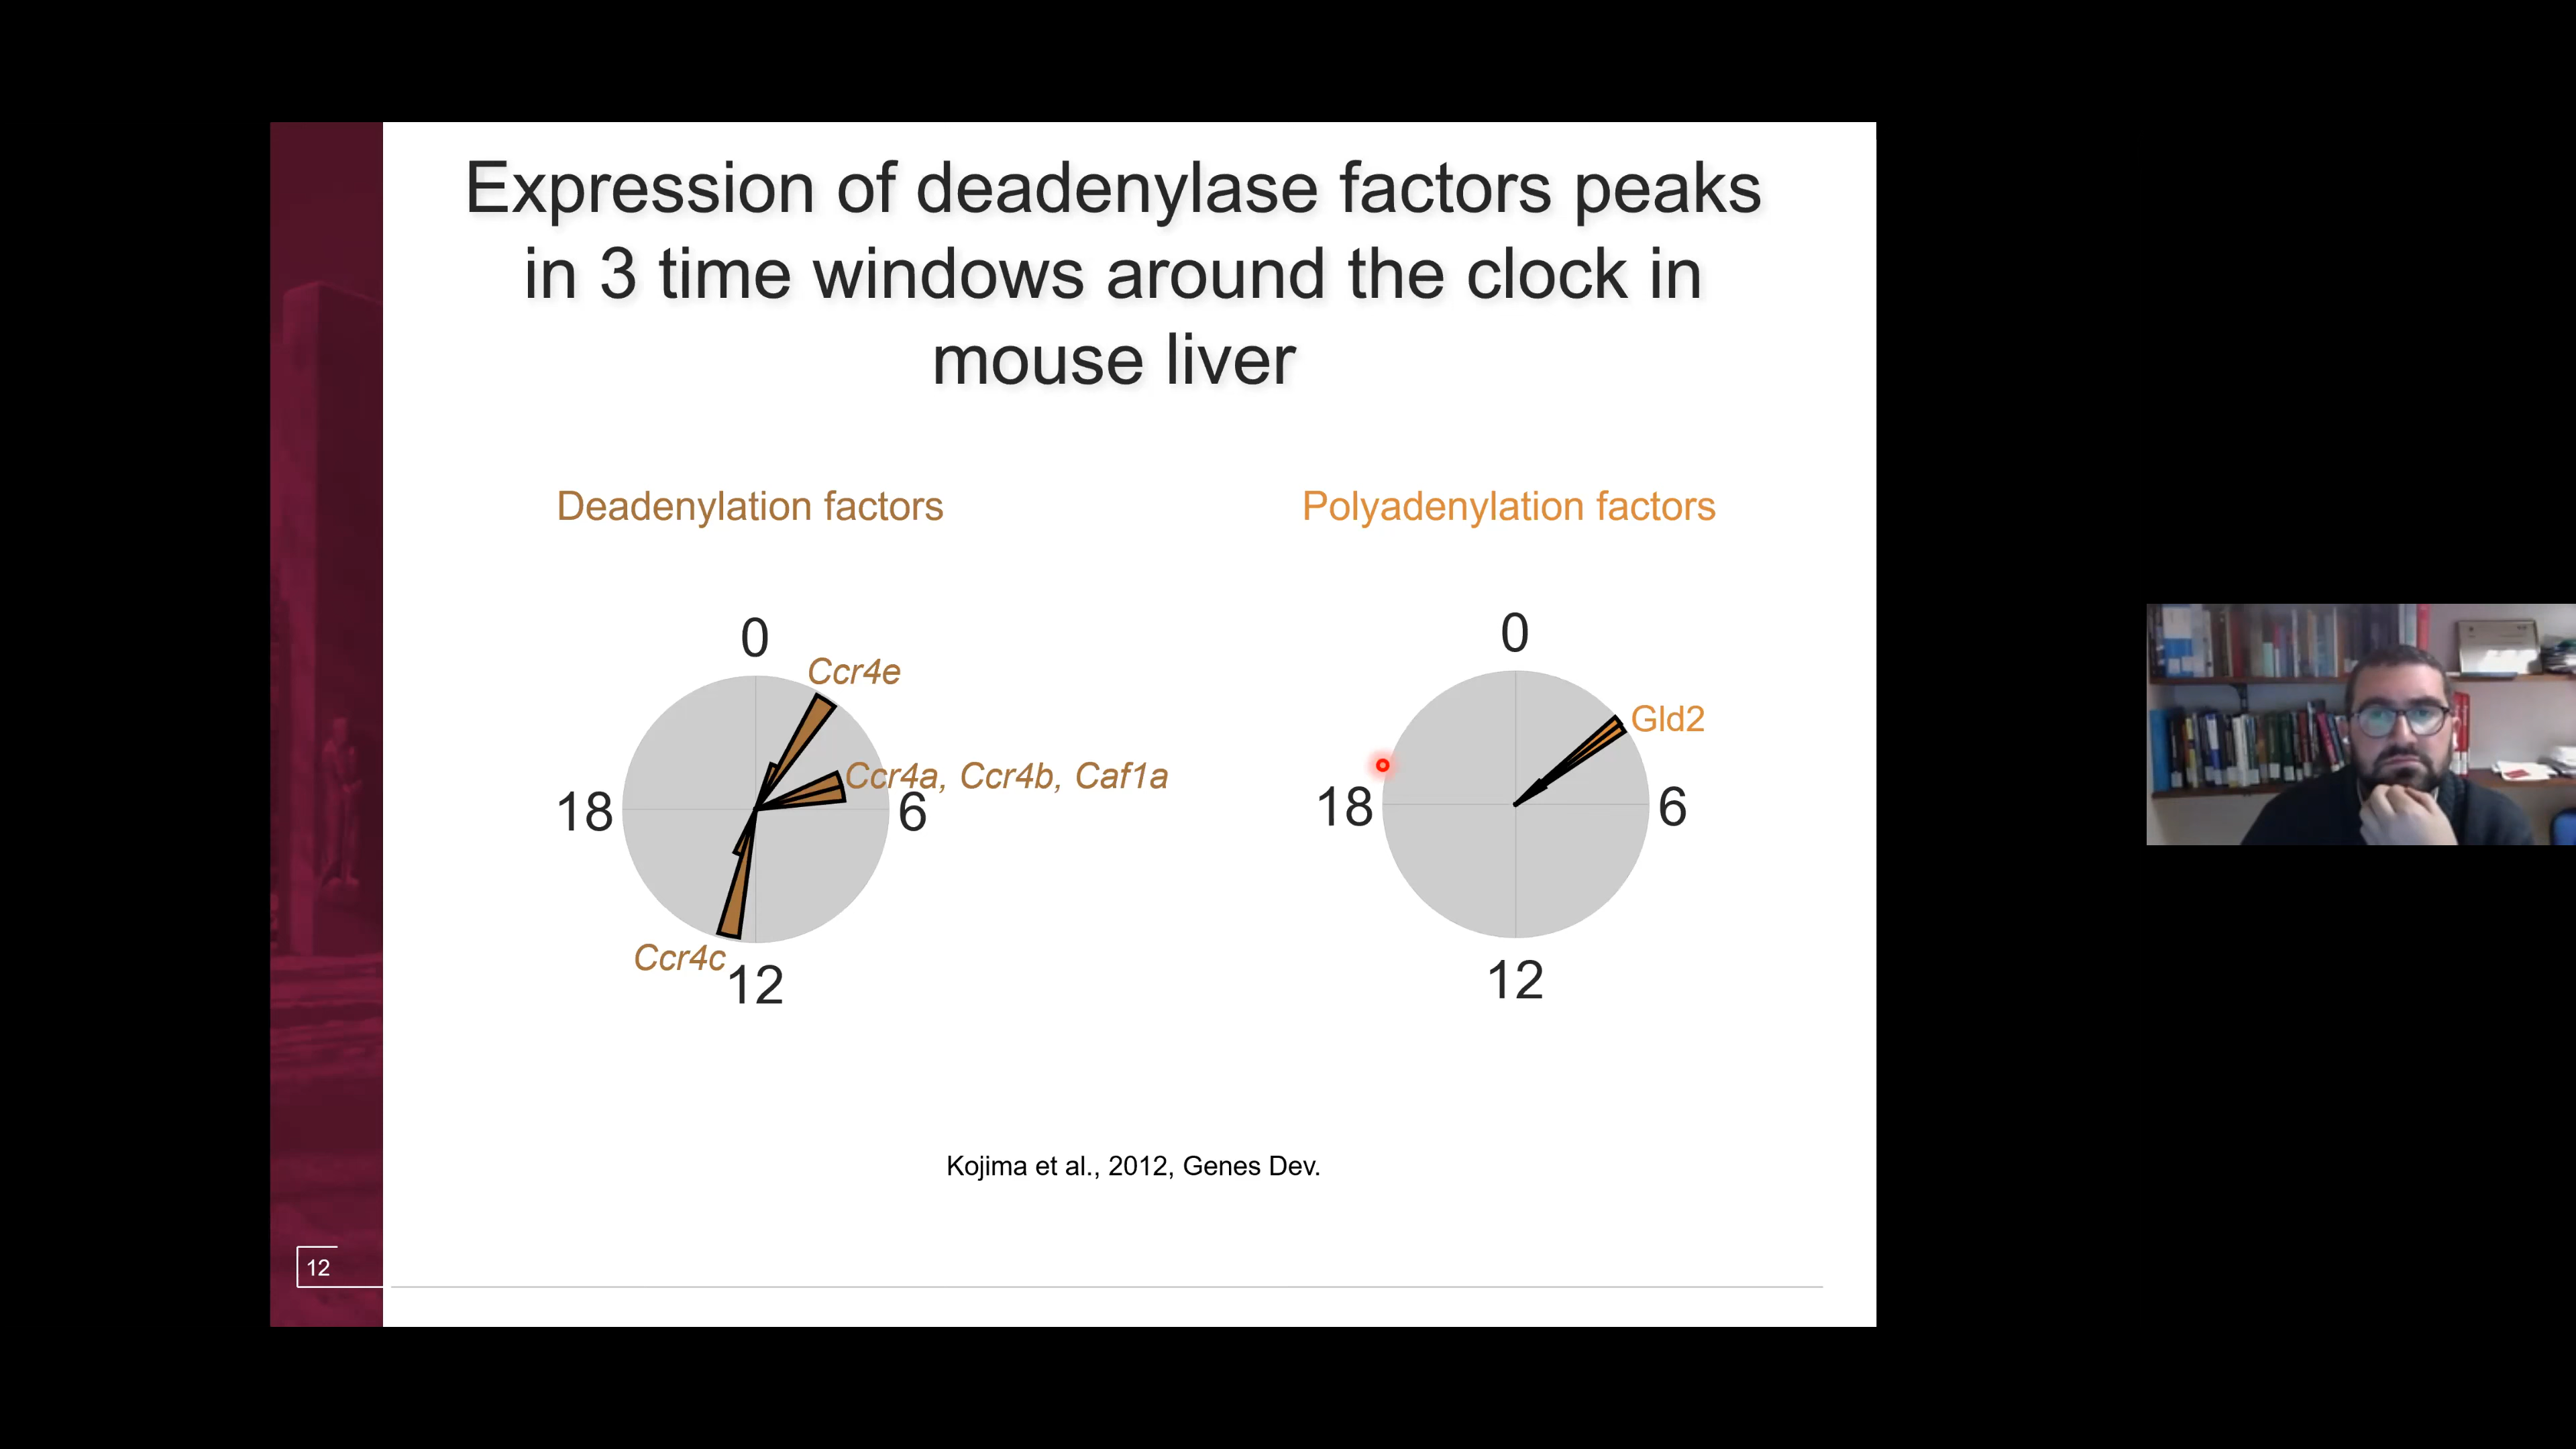 Expression of deadenylase factors peaks
in 3 time windows around the clock in
mouse liver
Deadenylation factors
Polyadenylation factors
0
Ccr4e
Ccr4a, Ccr4b, Caf1a
18
6
Ccr4c
12
0
Gld2
18
6
12
Kojima et al., 2012, Genes Dev.
12